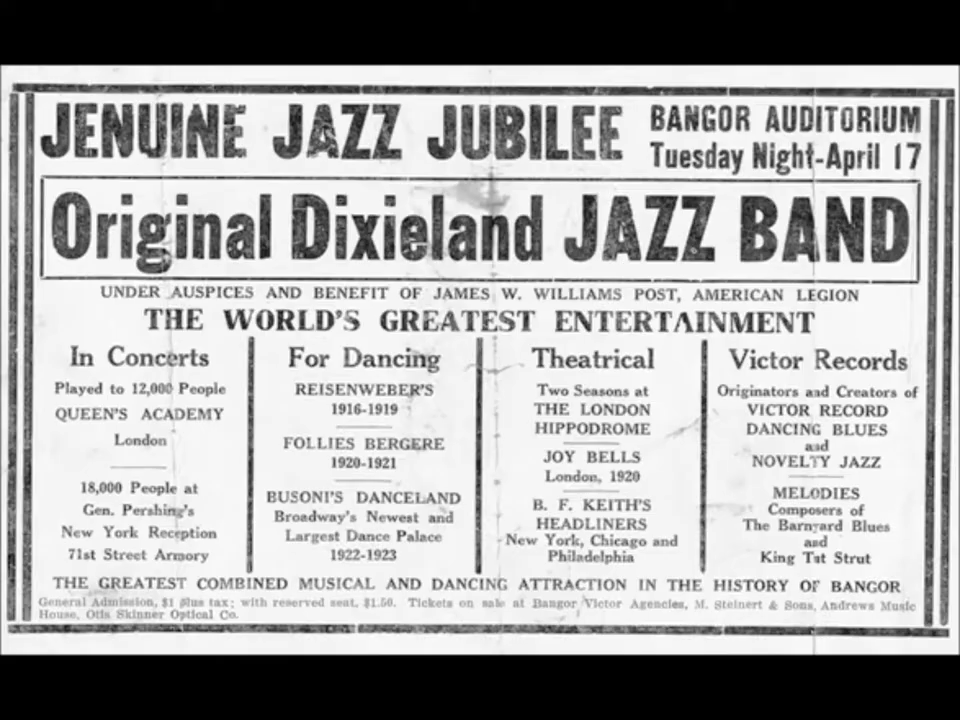 JENUINE JAZZ JUBILEE
BANGOR AUDITORIUM
Tuesday Night-April 17
Original Dixieland JAZZ BAND
UNDER AUSPICES AND BENEFIT OF JAMES W. WILLIAMS POST, AMERICAN LEGION
THE WORLD'S GREATEST ENTERTAINMENT
In Concerts
Played to 12,000 People
QUEEN'S ACADEMY
London
18,000 People at
Gen. Pershing's
New York Reception
71st Street Armory
For Dancing
REISENWEBER'S
1916-1919
FOLLIES BERGERE
1920-1921
BUSONI'S DANCELAND
Broadway's Newest and
Largest Dance Palace
1922-1923
Theatrical
Two Seasons at
THE LONDON
HIPPODROME
JOY BELLS
London, 1920
B. F. KEITH'S
HEADLINERS
New York, Chicago and
Philadelphia
Victor Records
Originators and Creators of
VICTOR RECORD
DANCING BLUES
and
NOVELTY JAZZ
MELODIES
Composers of
The Barnyard Blues
and
King Tut Strut
THE GREATEST COMBINED MUSICAL AND DANCING ATTRACTION IN THE HISTORY OF BANGOR
General Admission, $1 plus tax; with reserved seat, $1.50. Tickets on sale at Bangor Victor Agencies, M. Steinert & Sons, Andrews Music
House, Otis Skinner Optical Co.